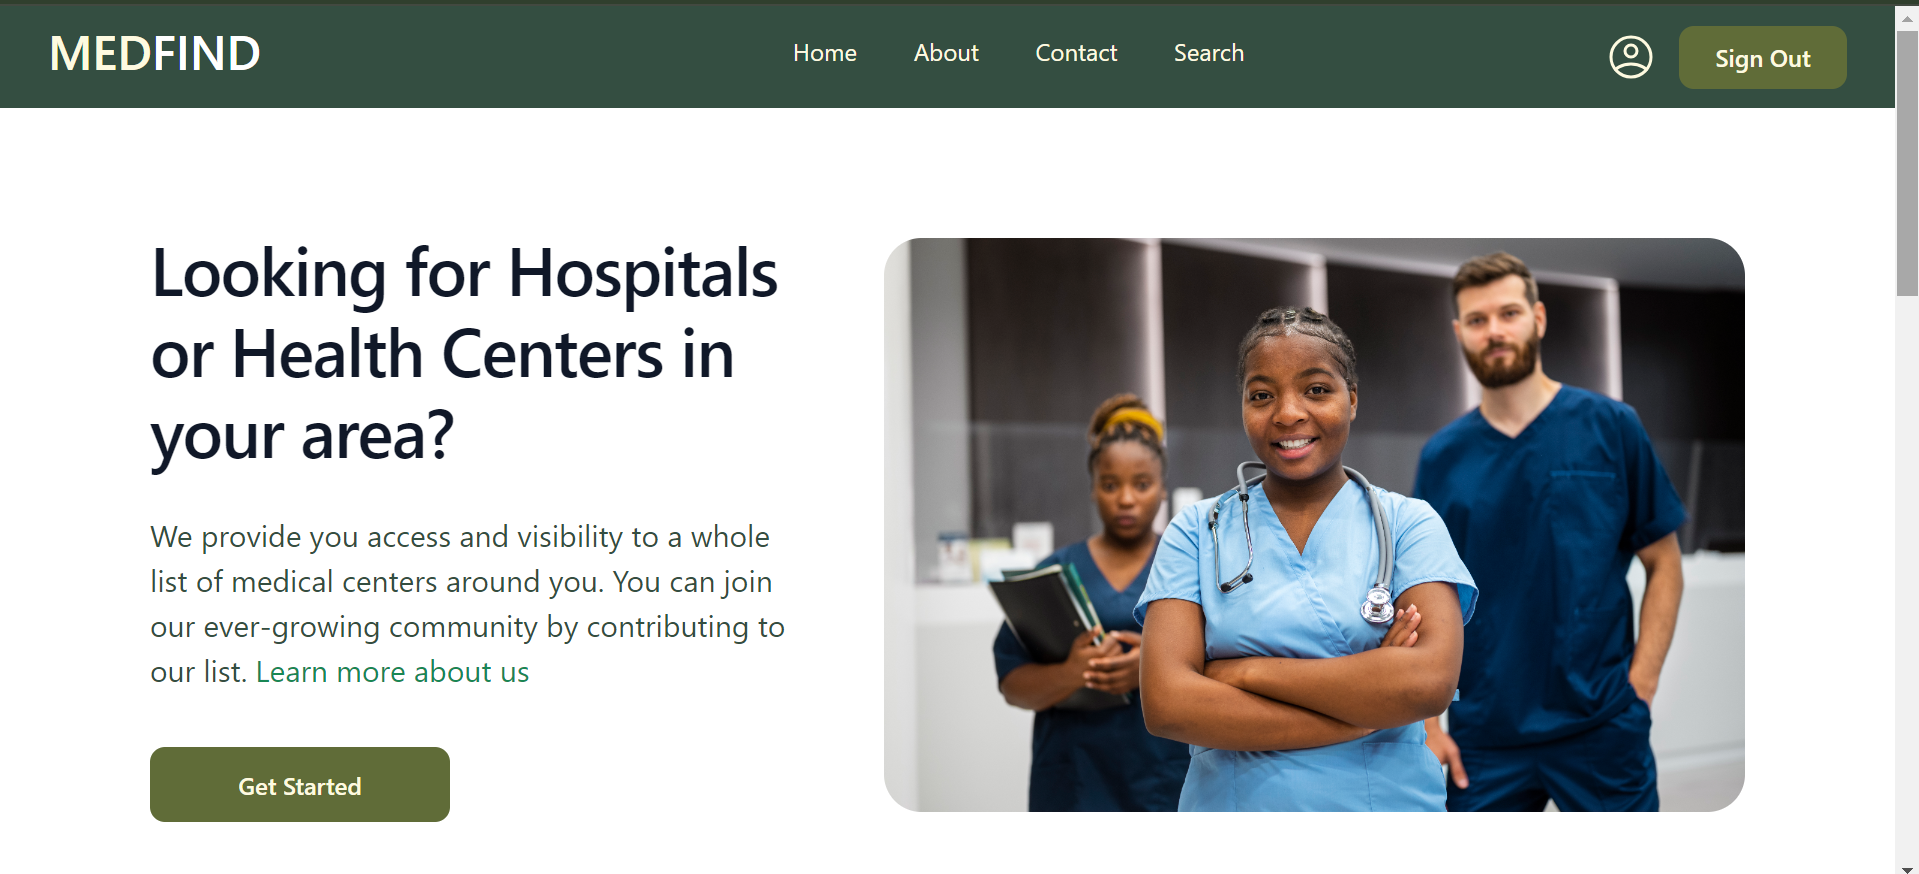 MEDFIND
Home
About
Contact
Search
Sign Out
Looking for Hospitals
or Health Centers in
your area?
We provide you access and visibility to a whole
list of medical centers around you. You can join
our ever-growing community by contributing to
our list. Learn more about us
Get Started